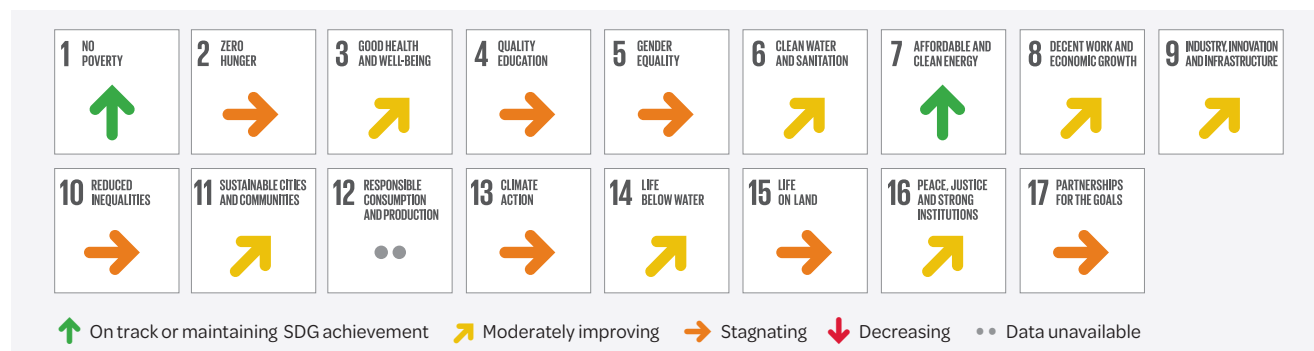 1 NO
POVERTY
2 ZERO
HUNGER
3 GOOD HEALTH
AND WELL-BEING
4 QUALITY
EDUCATION
5 GENDER
EQUALITY
6 CLEAN WATER
AND SANITATION
7 AFFORDABLE AND
CLEAN ENERGY
8 DECENT WORK AND
ECONOMIC GROWTH
9 INDUSTRY, INNOVATION
AND INFRASTRUCTURE
10 REDUCED
INEQUALITIES
11 SUSTAINABLE CITIES
AND COMMUNITIES
12 RESPONSIBLE
CONSUMPTION
AND PRODUCTION
13 CLIMATE
ACTION
14 LIFE
BELOW WATER
15 LIFE
ON LAND
16 PEACE, JUSTICE
AND STRONG
INSTITUTIONS
17 PARTNERSHIPS
FOR THE GOALS
On track or maintaining SDG achievement Moderately improving Stagnating Decreasing Data unavailable